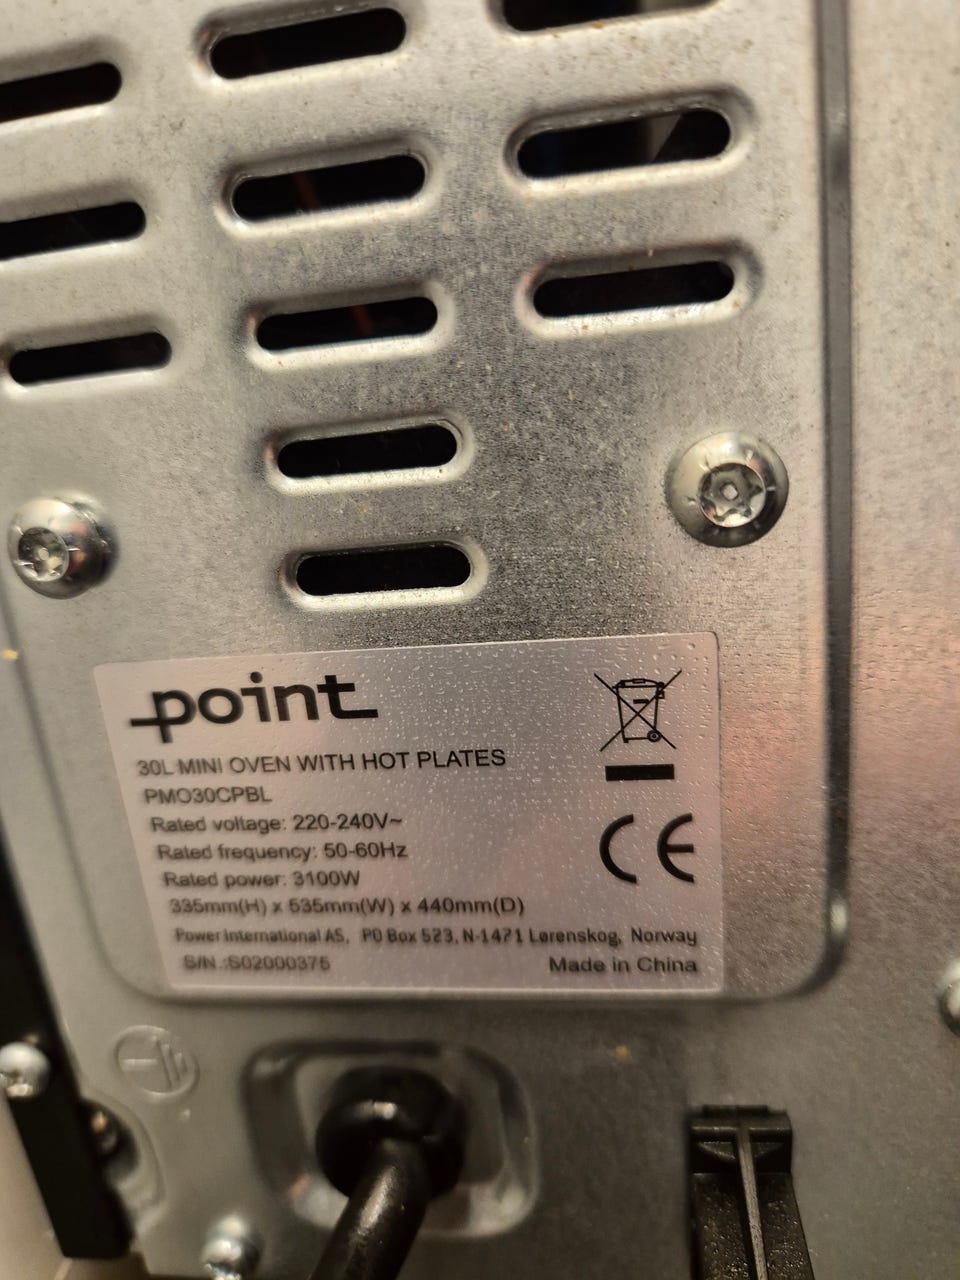 point
30L MINI OVEN WITH HOT PLATES
PMO30CPBL
Rated voltage: 220-240V~
Rated frequency: 50-60Hz
Rated power: 3100W
335mm(H) x 535mm(W) x 440mm(D)
Power International AS, PO Box 523, N-1471 Lørenskog, Norway
S/N.:S02000375 Made in China
CE